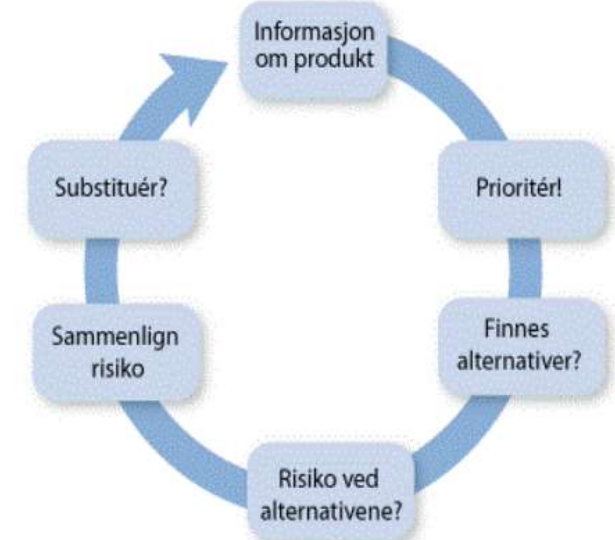 Informasjon
om produkt
Prioritér!
Finnes
alternativer?
Risiko ved
alternativene?
Sammenlign
risiko
Substituér?